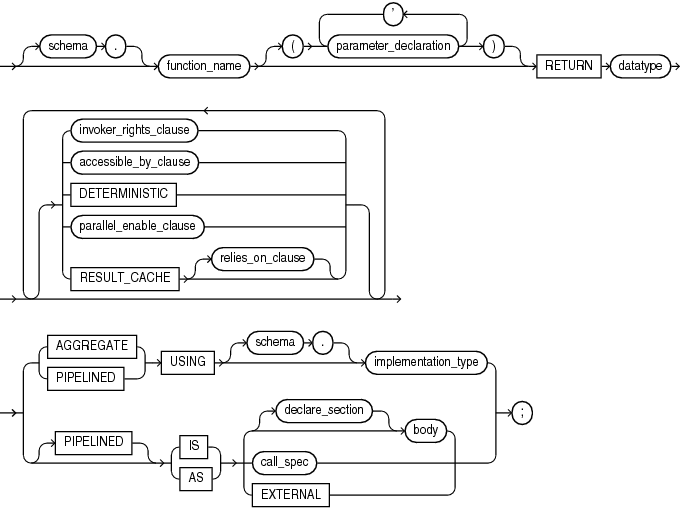 ,
schema . ( parameter_declaration )
function_name RETURN datatype
invoker_rights_clause
accessible_by_clause
DETERMINISTIC
parallel_enable_clause
relies_on_clause
RESULT_CACHE
AGGREGATE USING schema . implementation_type
PIPELINED
;
declare_section
PIPELINED IS body
AS call_spec
EXTERNAL